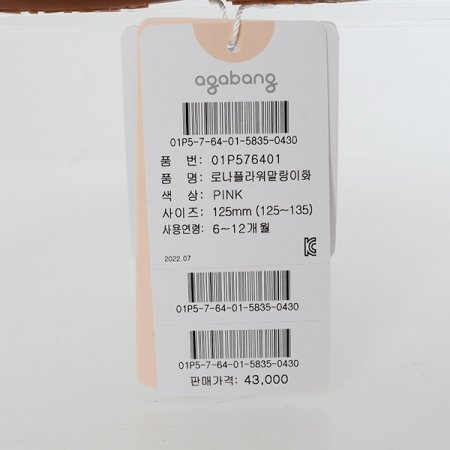 agabang
01P5-7-64-01-5835-0430
품 번: 01P576401
품 명: 로나플라워말랑이화
색 상: PINK
사이즈: 125mm (125~135)
사용연령: 6~12개월
2022.07
01P5-7-64-01-5835-0430
01P5-7-64-01-5835-0430
판매가격: 43,000